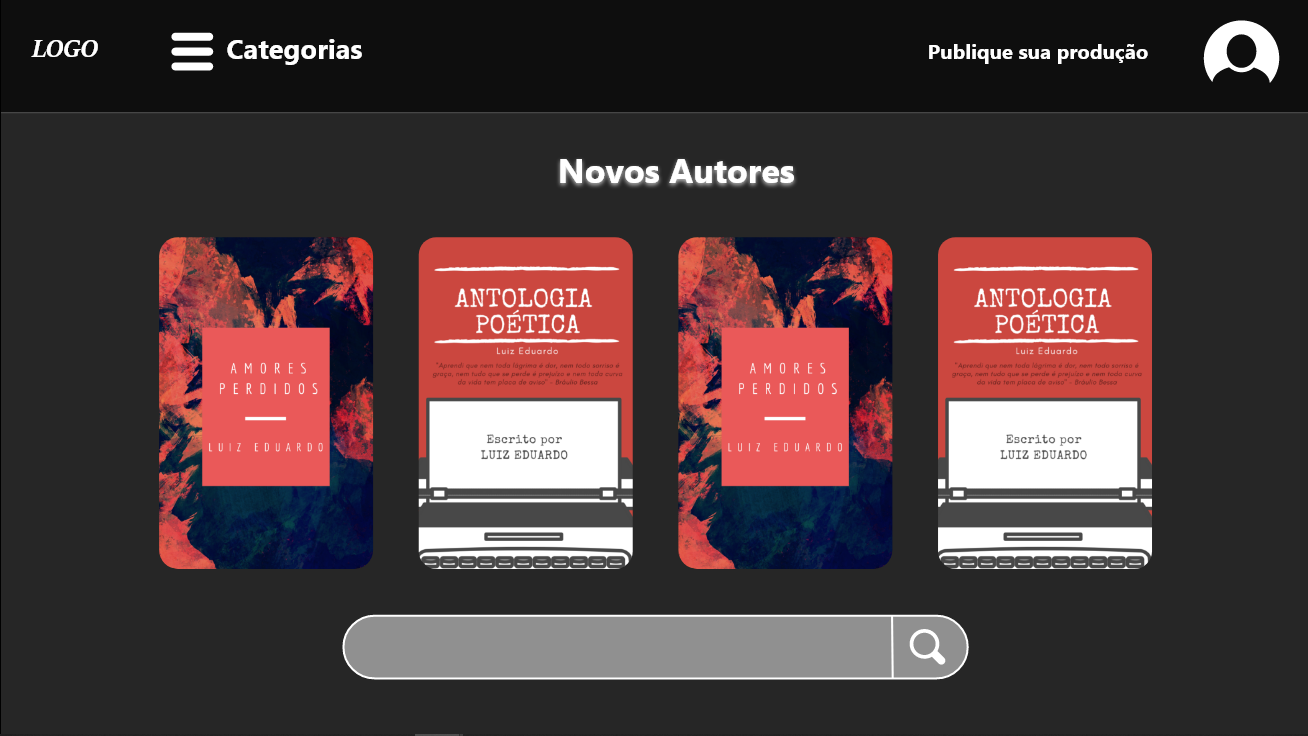 LOGO
Categorias
Publique sua produção
Novos Autores
AMORES
PERDIDOS
LUIZ EDUARDO
ANTOLOGIA
POÉTICA
Luiz Eduardo
"Aprendi que nem toda lágrima é dor, nem todo sorriso é
graça, nem tudo que se perde é prejuízo e nem toda curva
da vida tem placa de aviso" - Bráulio Bessa
Escrito por
LUIZ EDUARDO
AMORES
PERDIDOS
LUIZ EDUARDO
ANTOLOGIA
POÉTICA
Luiz Eduardo
"Aprendi que nem toda lágrima é dor, nem todo sorriso é
graça, nem tudo que se perde é prejuízo e nem toda curva
da vida tem placa de aviso" - Bráulio Bessa
Escrito por
LUIZ EDUARDO